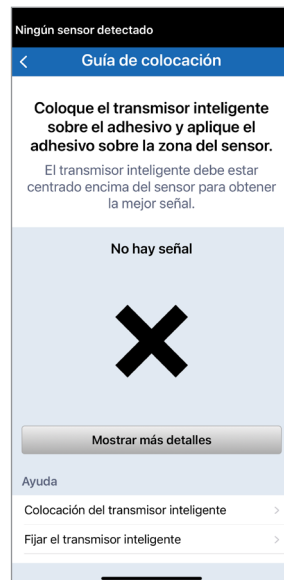 Ningún sensor detectado
Guía de colocación
Coloque el transmisor inteligente
sobre el adhesivo y aplique el
adhesivo sobre la zona del sensor.
El transmisor inteligente debe estar
centrado encima del sensor para obtener
la mejor señal.
No hay señal
Mostrar más detalles
Ayuda
Colocación del transmisor inteligente
Fijar el transmisor inteligente